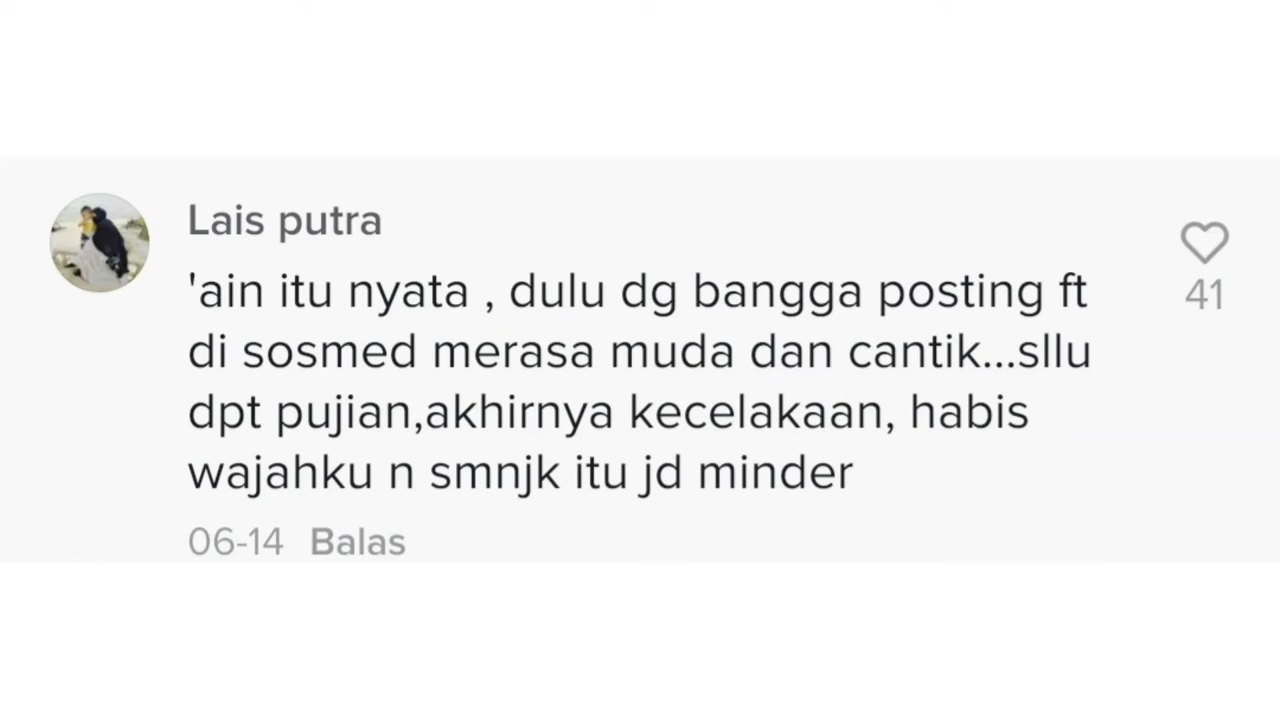 Lais putra
'ain itu nyata , dulu dg bangga posting ft
di sosmed merasa muda dan cantik...sllu
dpt pujian,akhirnya kecelakaan, habis
wajahku n smnjk itu jd minder
41
06-14 Balas